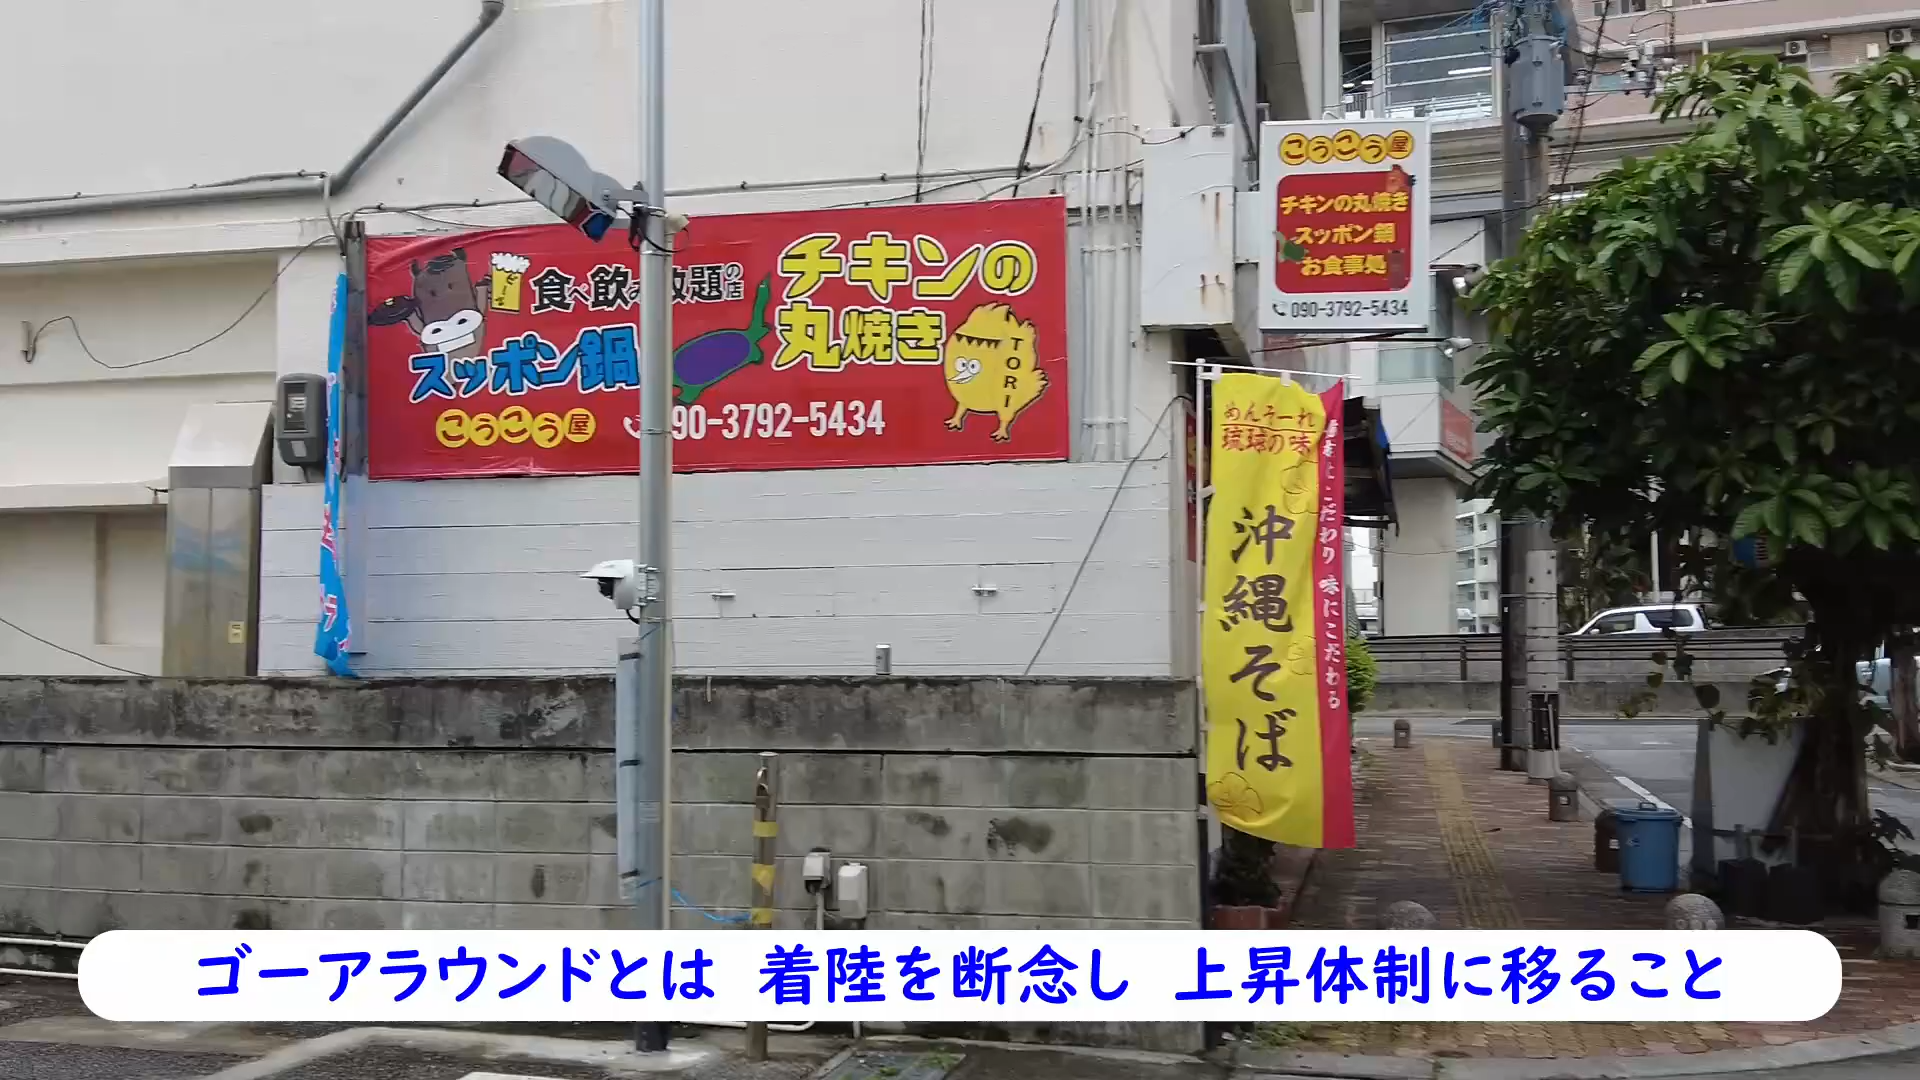 食べ飲み放題の店
ビール
スッポン鍋
こうこう屋
チキンの
丸焼き
TORI
90-3792-5434
こうこう屋
チキンの丸焼き
スッポン鍋
お食事処
090-3792-5434
めんそーれ
琉球の味
沖縄そば
こだわり 味にこだわる
ゴーアラウンドとは 着陸を断念し 上昇体制に移ること